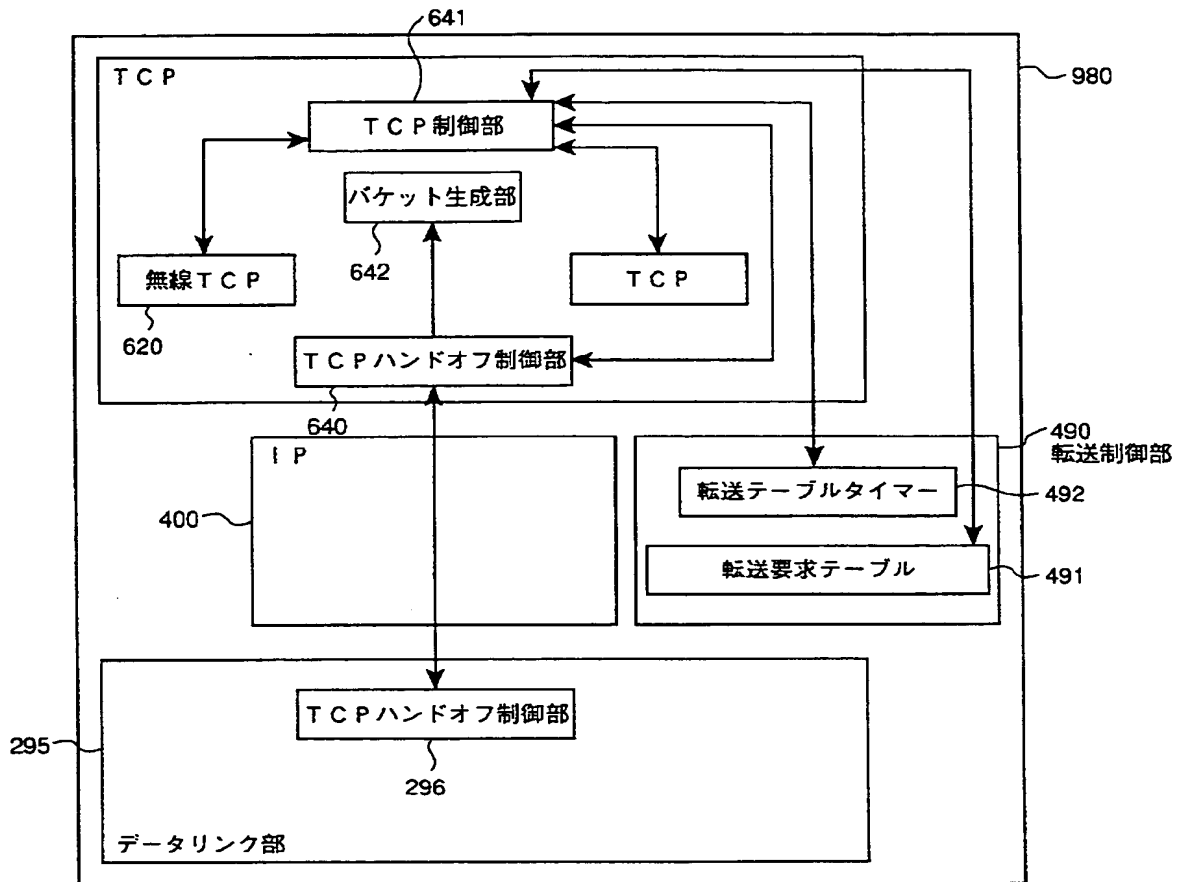 641
980
ＴＣＰ
ＴＣＰ制御部
パケット生成部
642
無線ＴＣＰ
620
ＴＣＰ
ＴＣＰハンドオフ制御部
640
ＩＰ
400
490
転送制御部
転送テーブルタイマー
492
転送要求テーブル
491
295
ＴＣＰハンドオフ制御部
296
データリンク部